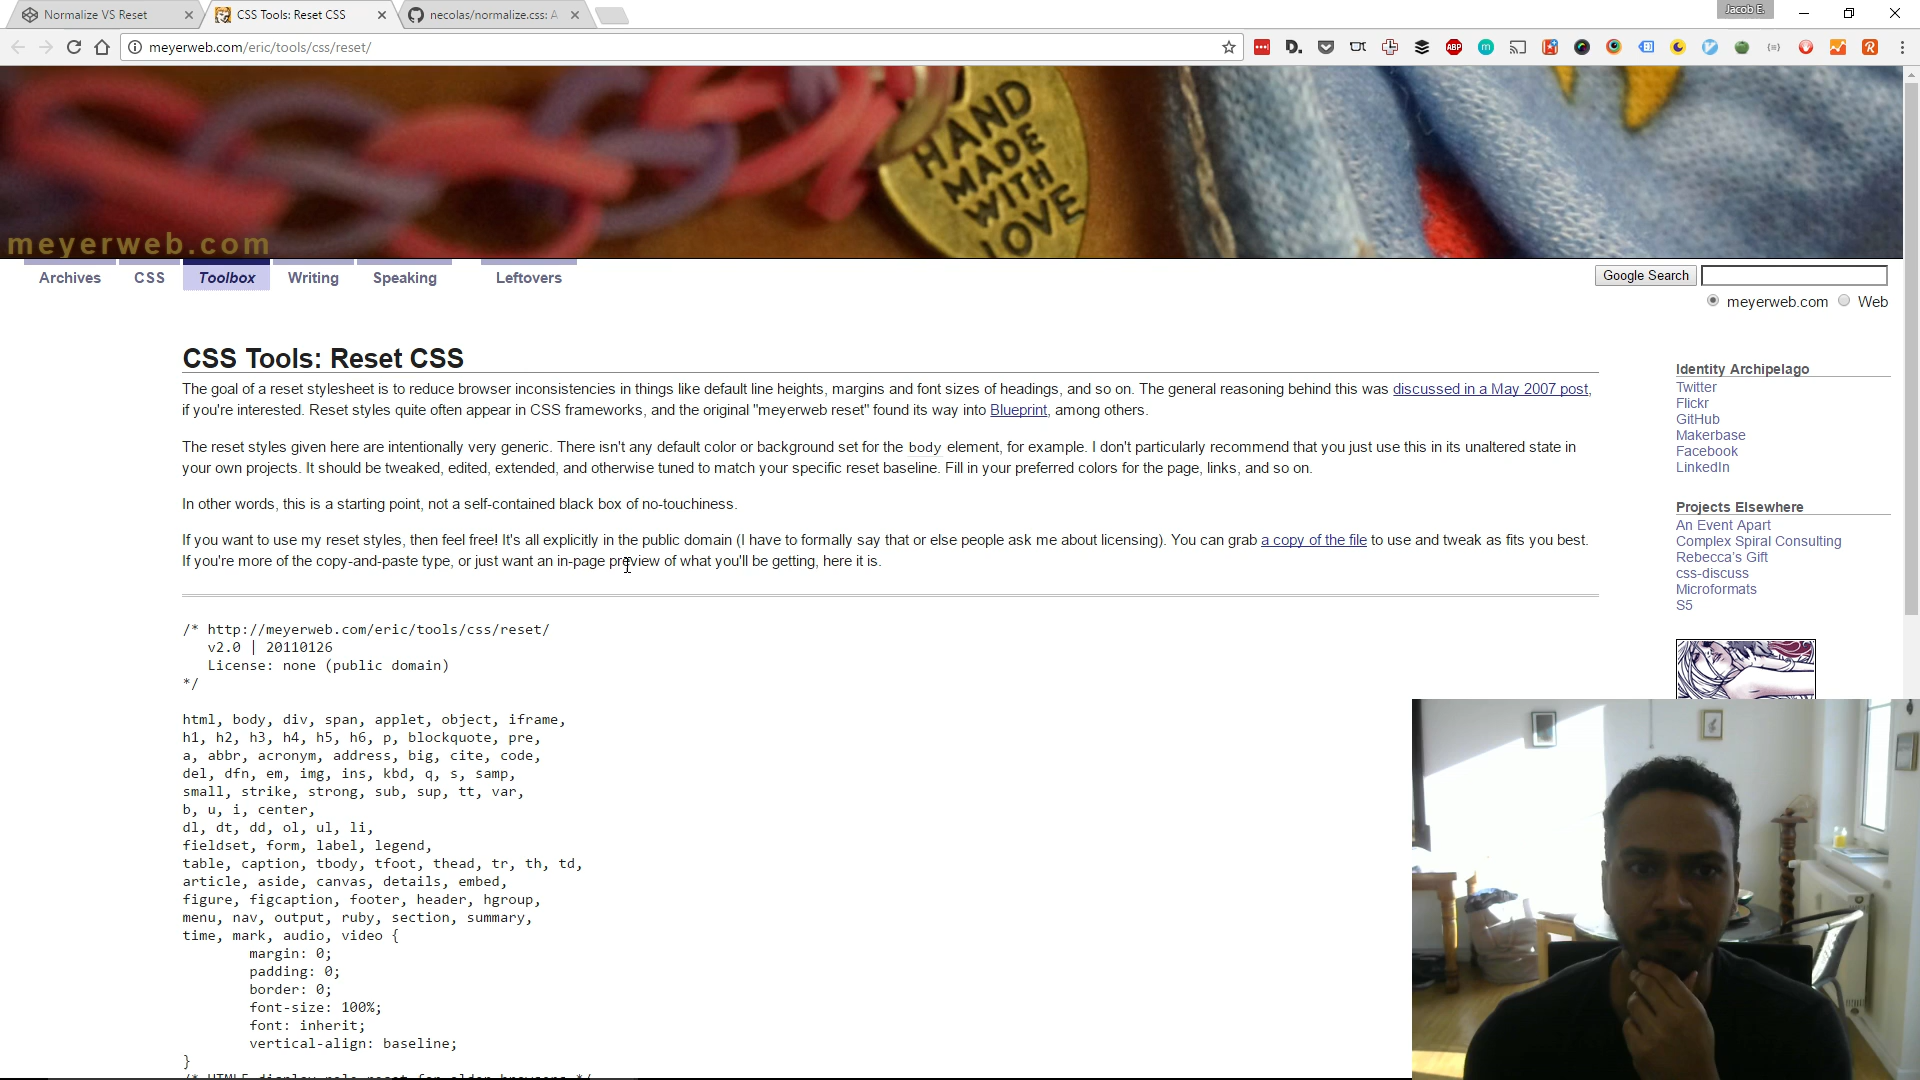 Normalize VS Reset
CSS Tools: Reset CSS
necolas/normalize.css: A
Jacob E.
meyerweb.com/eric/tools/css/reset/
ABP
HAND
MADE
WITH
LOVE
meyerweb.com
Archives CSS Toolbox Writing Speaking Leftovers
Google Search
meyerweb.com Web
CSS Tools: Reset CSS
The goal of a reset stylesheet is to reduce browser inconsistencies in things like default line heights, margins and font sizes of headings, and so on. The general reasoning behind this was discussed in a May 2007 post,
if you're interested. Reset styles quite often appear in CSS frameworks, and the original "meyerweb reset" found its way into Blueprint, among others.
The reset styles given here are intentionally very generic. There isn't any default color or background set for the body element, for example. I don't particularly recommend that you just use this in its unaltered state in
your own projects. It should be tweaked, edited, extended, and otherwise tuned to match your specific reset baseline. Fill in your preferred colors for the page, links, and so on.
In other words, this is a starting point, not a self-contained black box of no-touchiness.
If you want to use my reset styles, then feel free! It's all explicitly in the public domain (I have to formally say that or else people ask me about licensing). You can grab a copy of the file to use and tweak as fits you best.
If you're more of the copy-and-paste type, or just want an in-page preview of what you'll be getting, here it is.
/* http://meyerweb.com/eric/tools/css/reset/
v2.0 | 20110126
License: none (public domain)
*/
html, body, div, span, applet, object, iframe,
h1, h2, h3, h4, h5, h6, p, blockquote, pre,
a, abbr, acronym, address, big, cite, code,
del, dfn, em, img, ins, kbd, q, s, samp,
small, strike, strong, sub, sup, tt, var,
b, u, i, center,
dl, dt, dd, ol, ul, li,
fieldset, form, label, legend,
table, caption, tbody, tfoot, thead, tr, th, td,
article, aside, canvas, details, embed,
figure, figcaption, footer, header, hgroup,
menu, nav, output, ruby, section, summary,
time, mark, audio, video {
margin: 0;
padding: 0;
border: 0;
font-size: 100%;
font: inherit;
vertical-align: baseline;
}
/* HTML5 display-role reset for older browsers */
Identity Archipelago
Twitter
Flickr
GitHub
Makerbase
Facebook
LinkedIn
Projects Elsewhere
An Event Apart
Complex Spiral Consulting
Rebecca's Gift
css-discuss
Microformats
S5